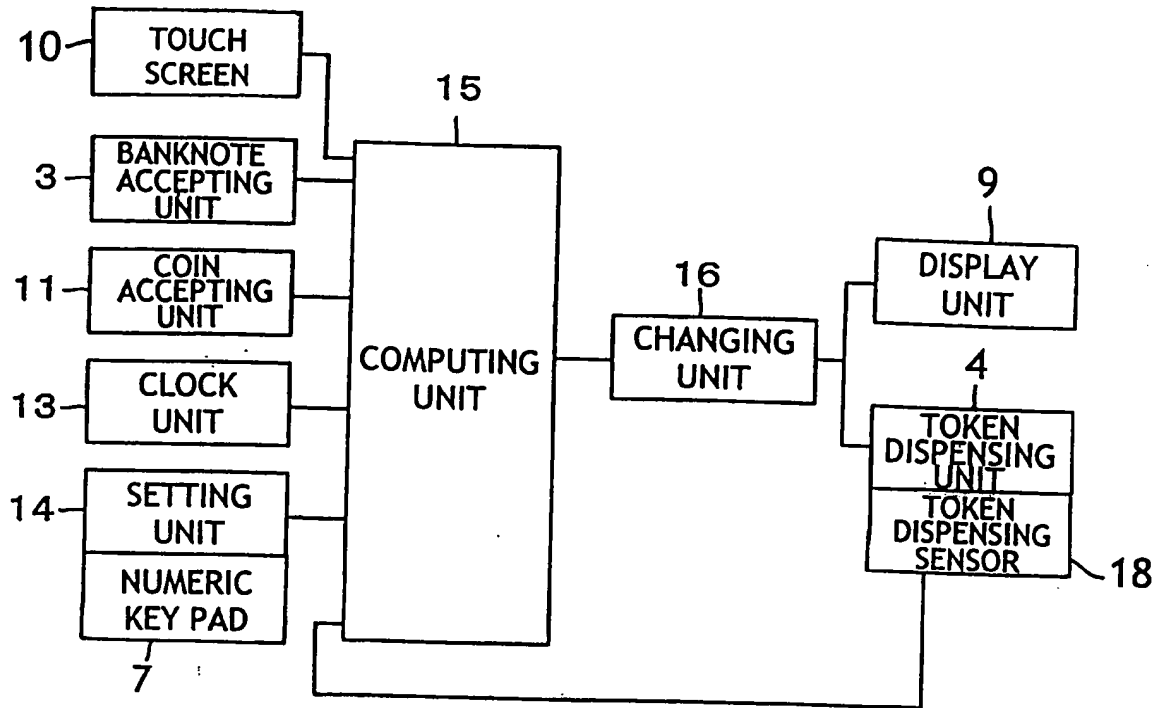 10
TOUCH
SCREEN
15
3
BANKNOTE
ACCEPTING
UNIT
9
11
COIN
ACCEPTING
UNIT
16
DISPLAY
UNIT
COMPUTING
UNIT
CHANGING
UNIT
13
CLOCK
UNIT
4
TOKEN
DISPENSING
UNIT
14
SETTING
UNIT
TOKEN
DISPENSING
SENSOR
18
NUMERIC
KEY PAD
7